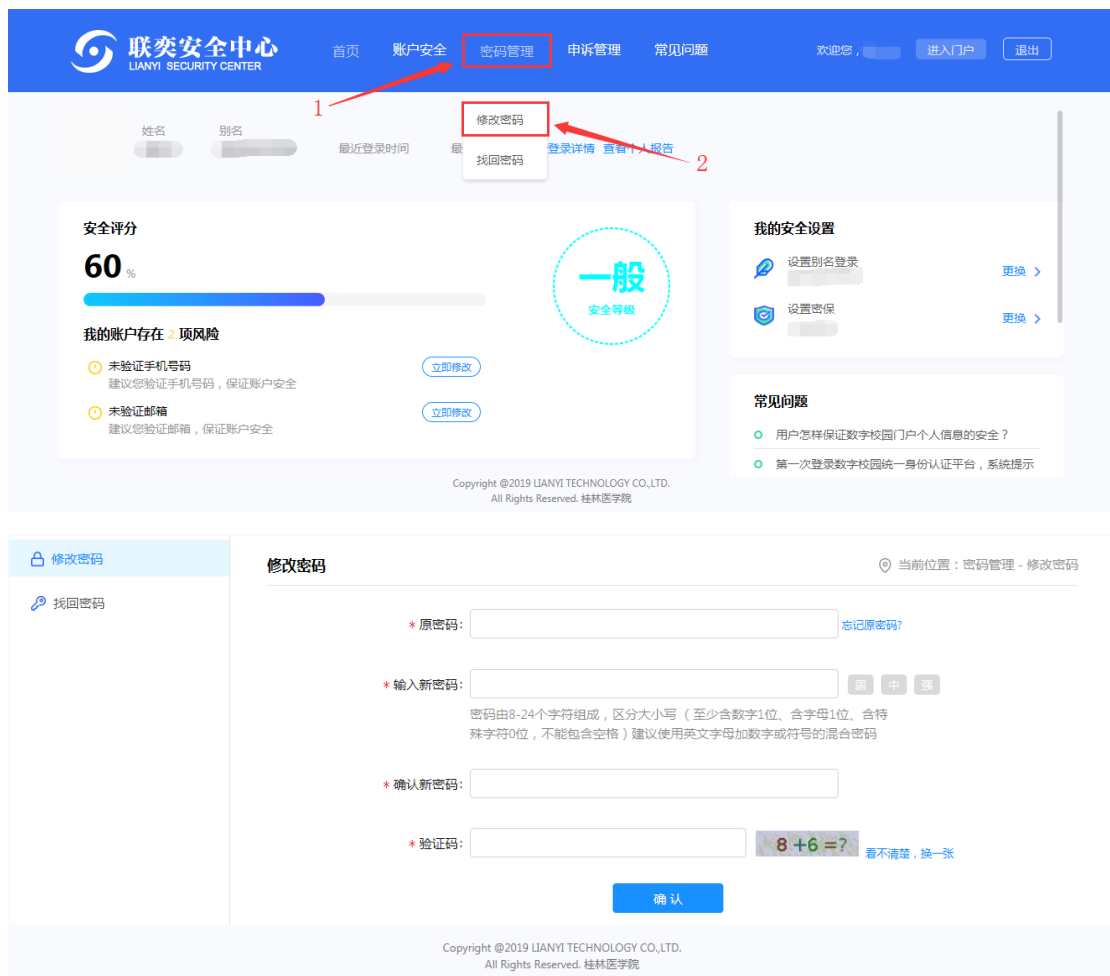 联奕安全中心
LIANYI SECURITY CENTER
首页 账户安全 密码管理 申诉管理 常见问题 欢迎您， 进入门户 退出
1
修改密码
找回密码
2
姓名 别名
最近登录时间 最 登录详情 查看个人报告
安全评分
60 %
一般
安全等级
我的账户存在 2 项风险
未验证手机号码
建议您验证手机号码，保证账户安全
立即修改
未验证邮箱
建议您验证邮箱，保证账户安全
立即修改
我的安全设置
设置别名登录
更换
设置密保
更换
常见问题
用户怎样保证数字校园门户个人信息的安全？
第一次登录数字校园统一身份认证平台，系统提示
Copyright @2019 LIANYI TECHNOLOGY CO.,LTD.
All Rights Reserved. 桂林医学院
修改密码
找回密码
修改密码
当前位置：密码管理 - 修改密码
* 原密码:
忘记原密码?
* 输入新密码:
弱 中 强
密码由8-24个字符组成，区分大小写（至少含数字1位、含字母1位、含特
殊字符0位，不能包含空格）建议使用英文字母加数字或符号的混合密码
* 确认新密码:
* 验证码:
8 +6 =?
看不清楚，换一张
确 认
Copyright @2019 LIANYI TECHNOLOGY CO.,LTD.
All Rights Reserved. 桂林医学院